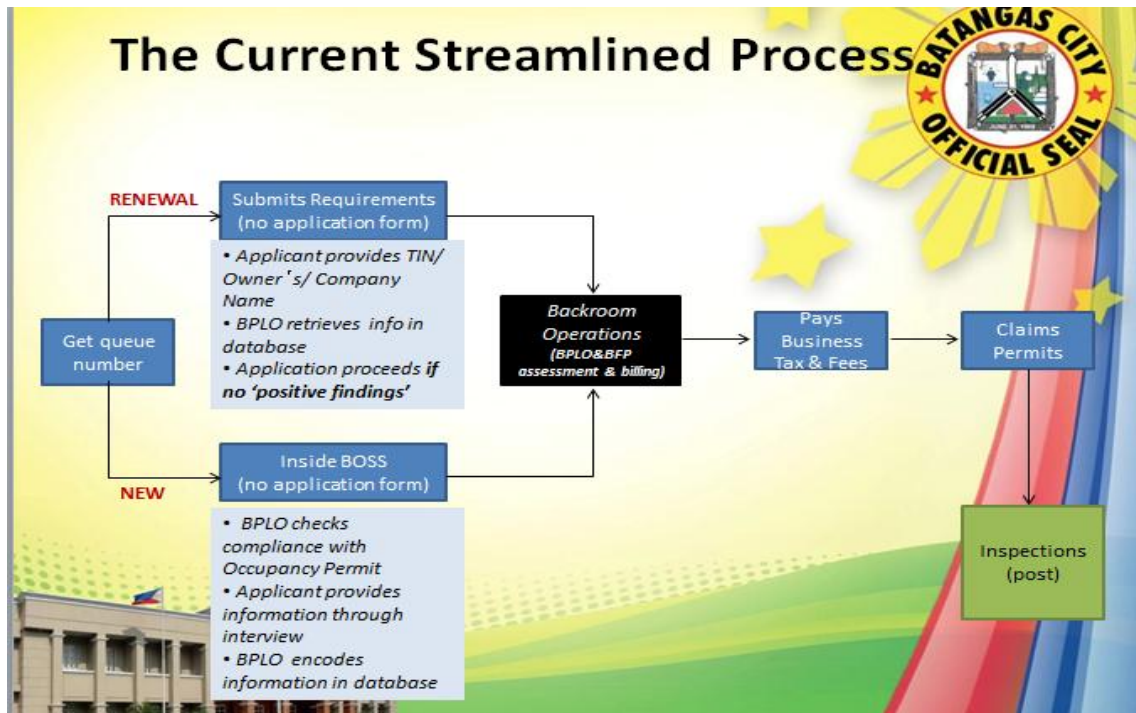 The Current Streamlined Process
BATANGAS CITY
OFFICIAL SEAL
RENEWAL
Submits Requirements
(no application form)
• Applicant provides TIN/
Owner's/ Company
Name
• BPLO retrieves info in
database
• Application proceeds if
no ‘positive findings’
Get queue
number
Backroom
Operations
(BPLO&BFP
assessment & billing)
Pays
Business
Tax & Fees
Claims
Permits
NEW
Inside BOSS
(no application form)
• BPLO checks
compliance with
Occupancy Permit
• Applicant provides
information through
interview
• BPLO encodes
information in database
Inspections
(post)